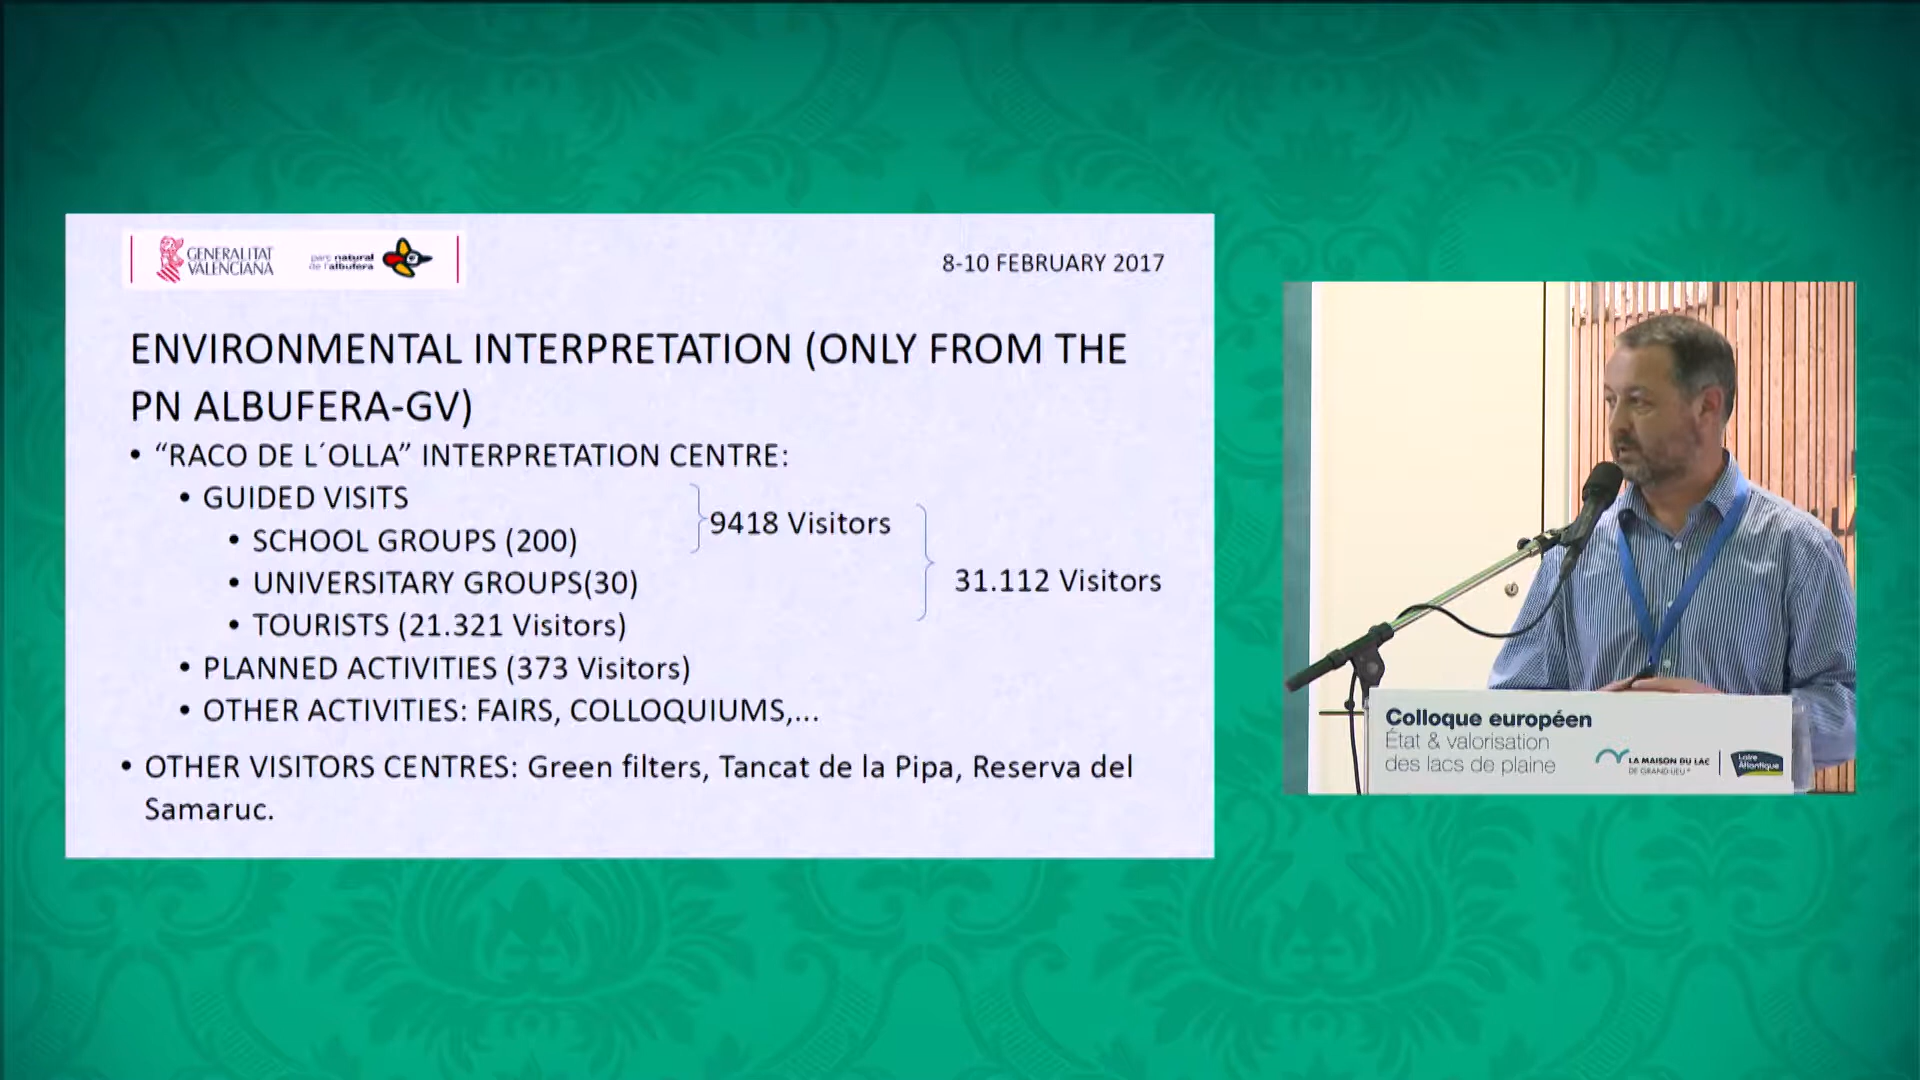 GENERALITAT
VALENCIANA
parc natural
de l'albufera
8-10 FEBRUARY 2017
ENVIRONMENTAL INTERPRETATION (ONLY FROM THE
PN ALBUFERA-GV)
• “RACO DE L´OLLA” INTERPRETATION CENTRE:
• GUIDED VISITS
• SCHOOL GROUPS (200)
9418 Visitors
• UNIVERSITARY GROUPS(30)
31.112 Visitors
• TOURISTS (21.321 Visitors)
• PLANNED ACTIVITIES (373 Visitors)
• OTHER ACTIVITIES: FAIRS, COLLOQUIUMS,...
• OTHER VISITORS CENTRES: Green filters, Tancat de la Pipa, Reserva del
Samaruc.
Colloque européen
État & valorisation
des lacs de plaine
LA MAISON DU LAC
DE GRAND-LIEU
Loire
Atlantique